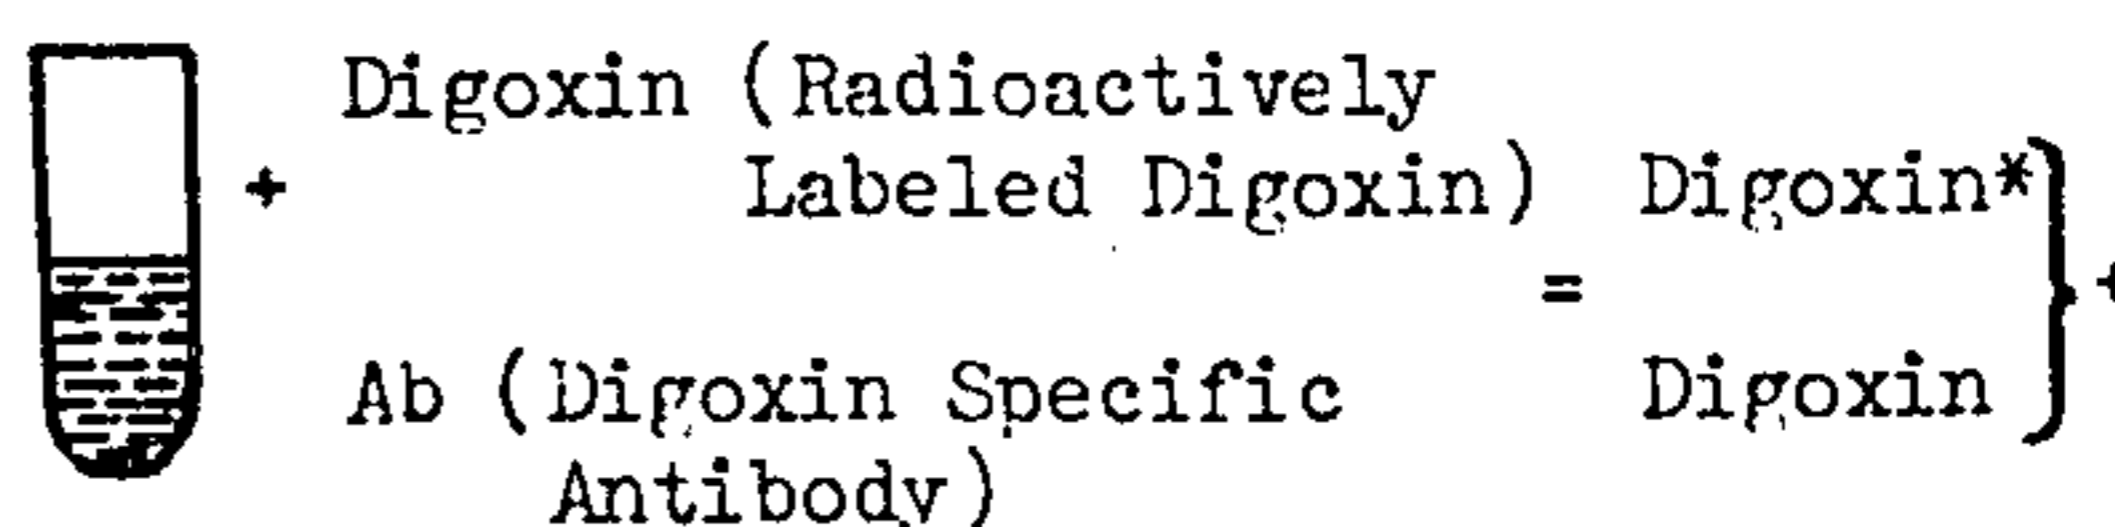 Digoxin (Radioactively
+ Labeled Digoxin) Digoxin*
= +
Ab (Digoxin Specific Digoxin
Antibody)